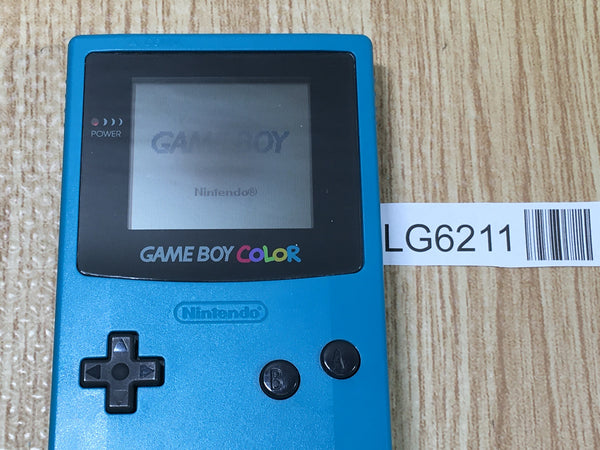 POWER
GAME BOY
Nintendo®
GAME BOY COLOR
Nintendo
B
A
LG6211